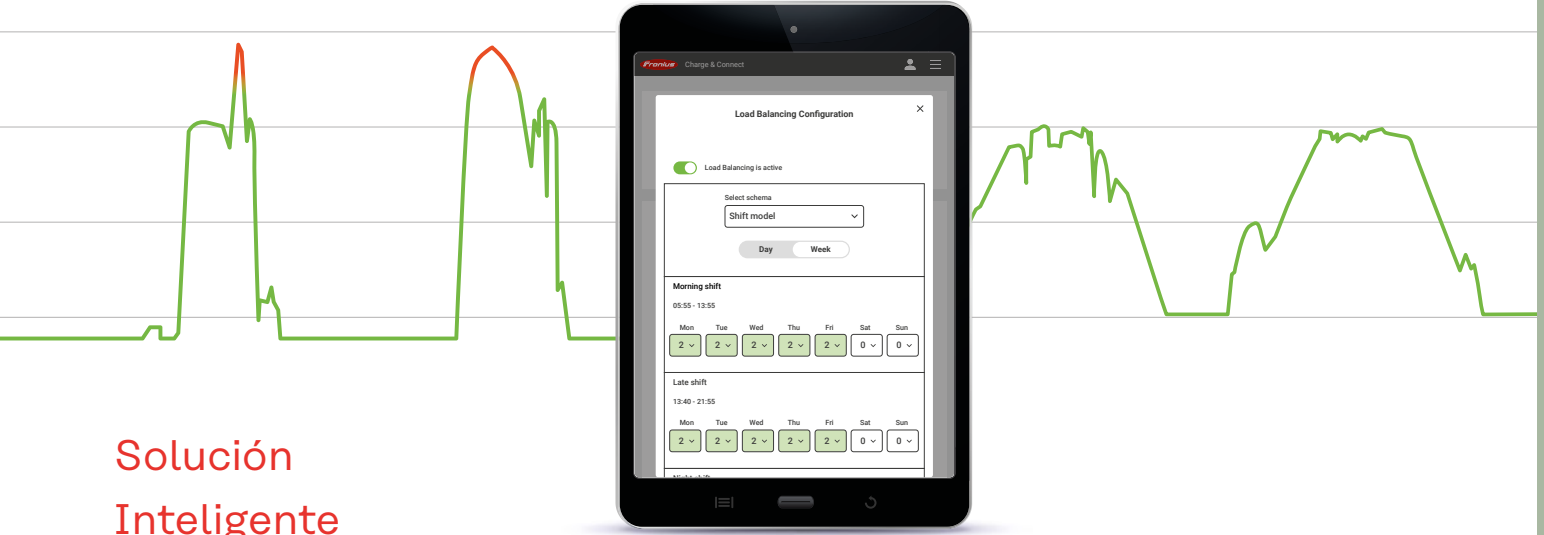 Fronius Charge & Connect
Load Balancing Configuration
Load Balancing is active
Select schema
Shift model
Day Week
Morning shift
05:55 - 13:55
Mon Tue Wed Thu Fri Sat Sun
2 2 2 2 2 0 0
Late shift
13:40 - 21:55
Mon Tue Wed Thu Fri Sat Sun
2 2 2 2 2 0 0
Solución
Inteligente